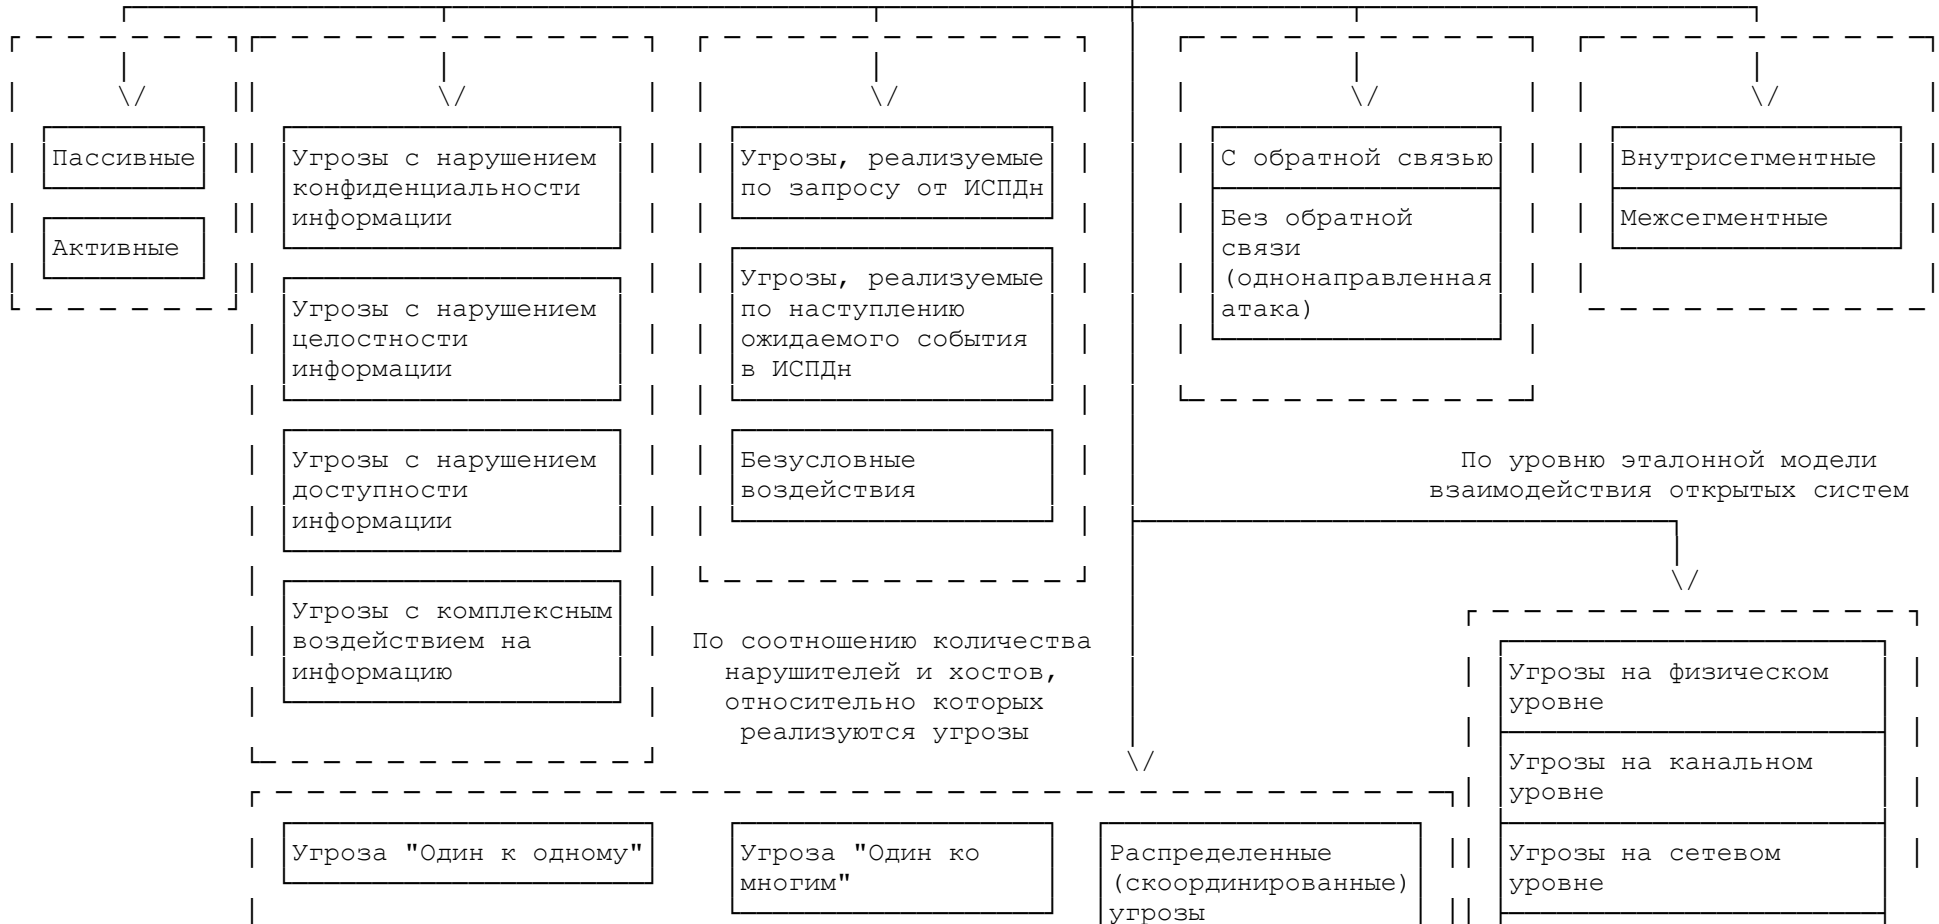 Пассивные
Активные
Угрозы с нарушением
конфиденциальности
информации
Угрозы с нарушением
целостности
информации
Угрозы с нарушением
доступности
информации
Угрозы с комплексным
воздействием на
информацию
Угрозы, реализуемые
по запросу от ИСПДн
Угрозы, реализуемые
по наступлению
ожидаемого события
в ИСПДн
Безусловные
воздействия
С обратной связью
Без обратной
связи
(однонаправленная
атака)
Внутрисегментные
Межсегментные
По соотношению количества
нарушителей и хостов,
относительно которых
реализуются угрозы
Угроза "Один к одному"
Угроза "Один ко
многим"
Распределенные
(скоординированные)
угрозы
По уровню эталонной модели
взаимодействия открытых систем
Угрозы на физическом
уровне
Угрозы на канальном
уровне
Угрозы на сетевом
уровне